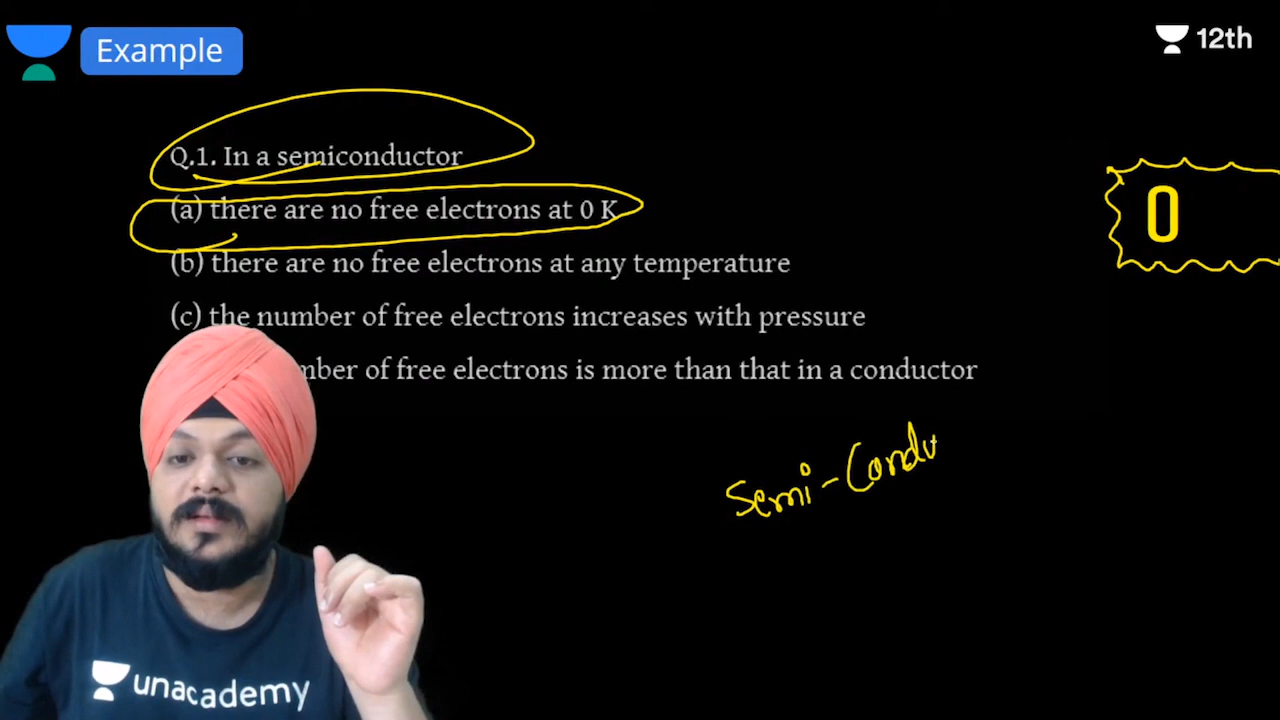 Example
12th
Q.1. In a semiconductor
(a) there are no free electrons at 0 K
0
(b) there are no free electrons at any temperature
(c) the number of free electrons increases with pressure
number of free electrons is more than that in a conductor
Semi-Condu
unacademy